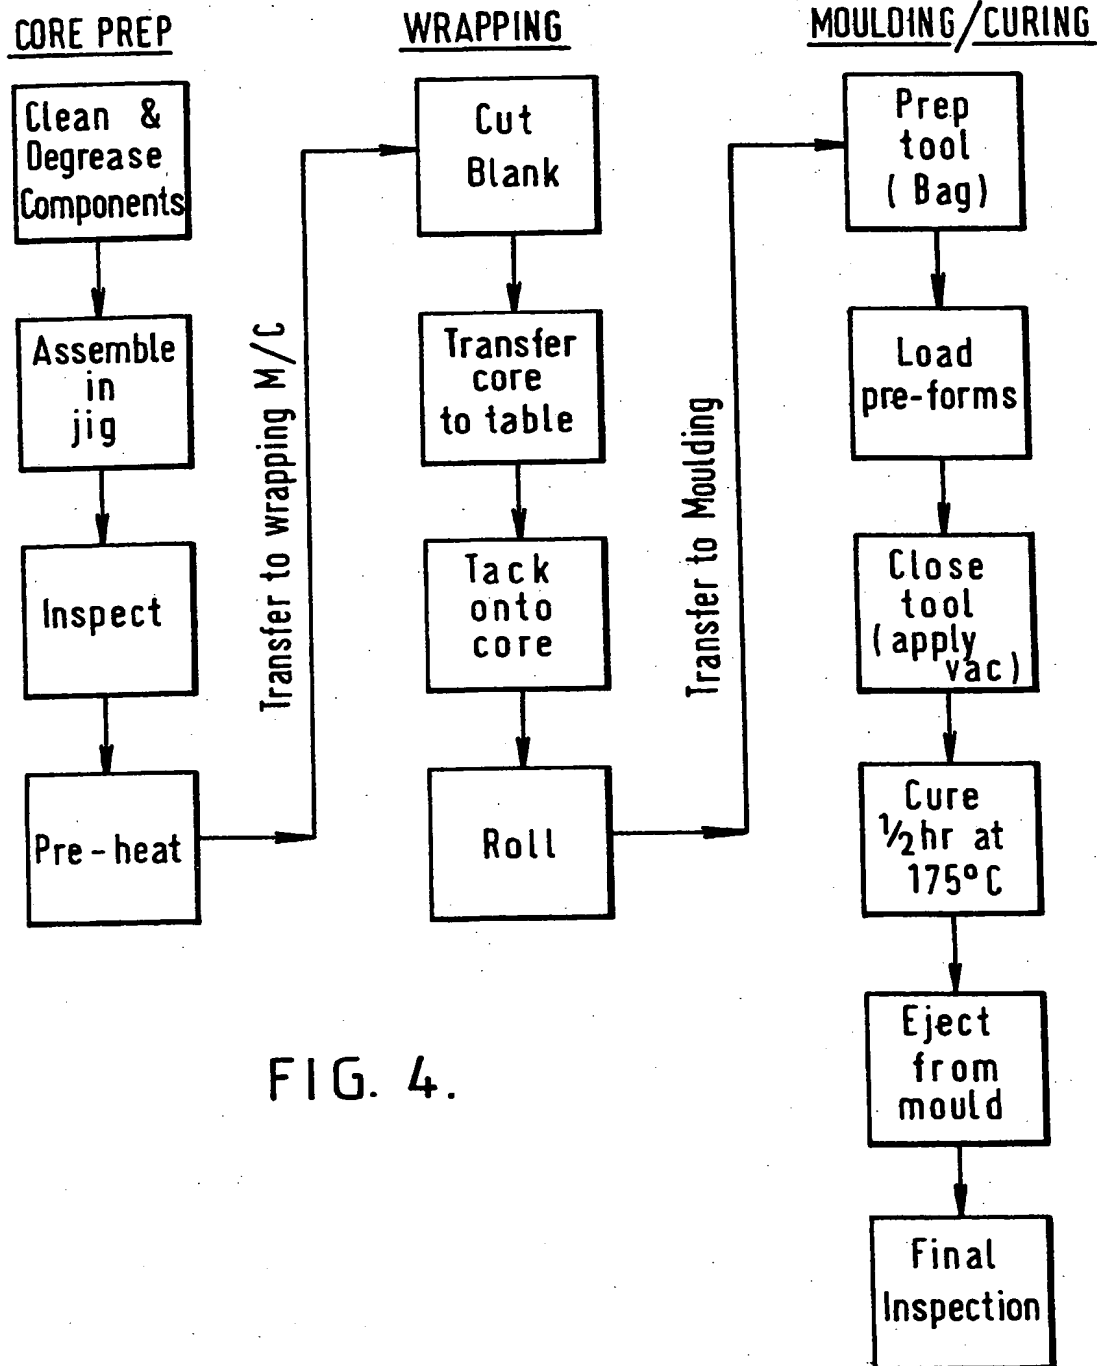 CORE PREP
Clean &
Degrease
Components
Assemble
in
jig
Inspect
Pre-heat
Transfer to wrapping M/C
WRAPPING
Cut
Blank
Transfer
core
to table
Tack
onto
core
Roll
Transfer to Moulding
MOULDING/CURING
Prep
tool
(Bag)
Load
pre-forms
Close
tool
(apply
vac)
Cure
½hr at
175°C
Eject
from
mould
Final
Inspection
FIG. 4.